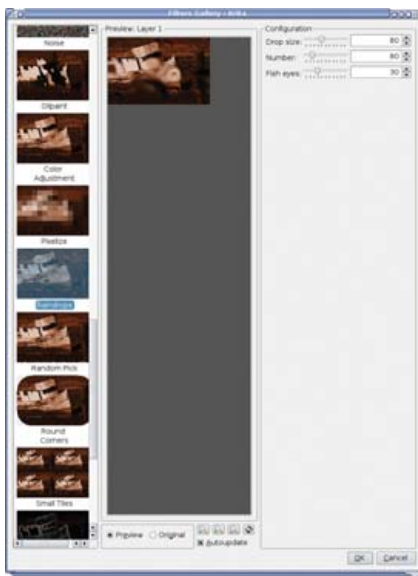 Filters Gallery - Krita
Preview: Layer 1
Configuration
Noise
Oilpaint
Color
Adjustment
Pixelize
Raindrops
Random Pick
Round
Corners
Small Tiles
Drop size:
80
Number:
80
Fish eyes:
30
Preview
Original
Autoupdate
OK
Cancel